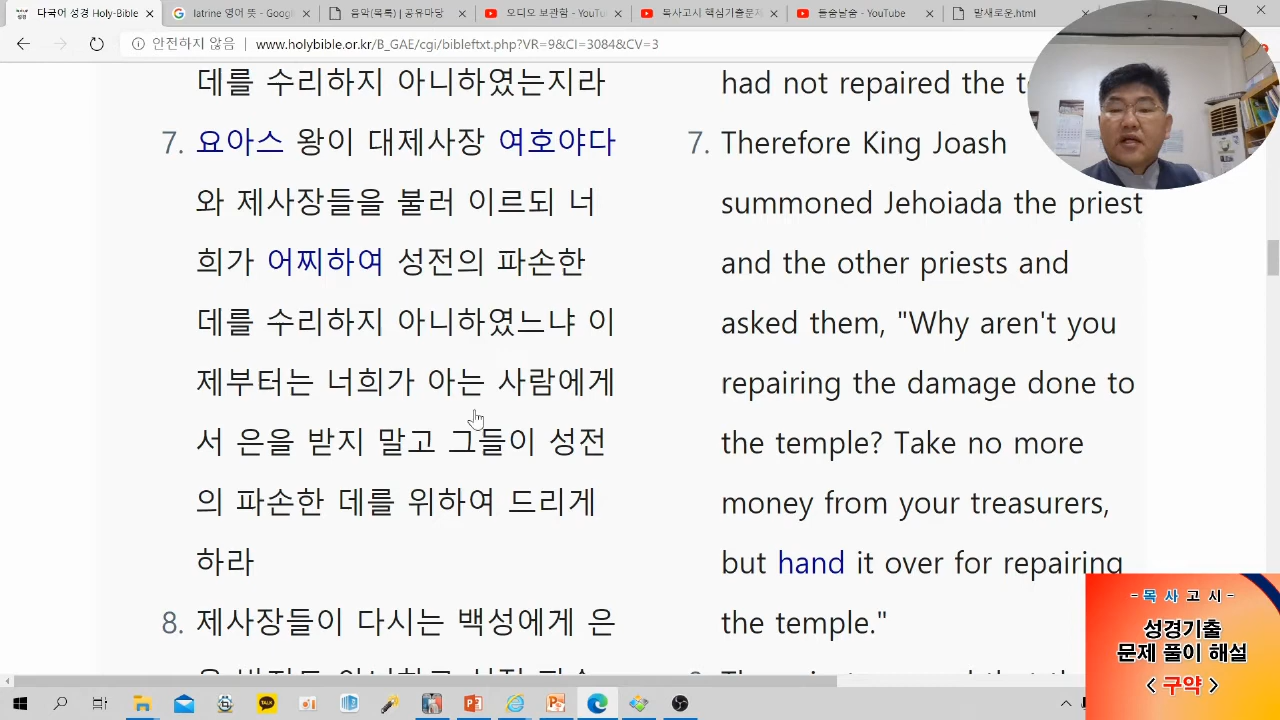 다국어 성경 Holy-Bible
latrine 영어 뜻 - Googl
음악(목록) | 공유마당
오디오 보관함 - YouTu
목사고시 핵심기출문
들숨날숨 - YouTube
말새로운.html
안전하지 않음 | www.holybible.or.kr/B_GAE/cgi/bibleftxt.php?VR=9&CI=3084&CV=3
데를 수리하지 아니하였는지라
7. 요아스 왕이 대제사장 여호야다
와 제사장들을 불러 이르되 너
희가 어찌하여 성전의 파손한
데를 수리하지 아니하였느냐 이
제부터는 너희가 아는 사람에게
서 은을 받지 말고 그들이 성전
의 파손한 데를 위하여 드리게
하라
8. 제사장들이 다시는 백성에게 은
had not repaired the
7. Therefore King Joash
summoned Jehoiada the priest
and the other priests and
asked them, "Why aren't you
repairing the damage done to
the temple? Take no more
money from your treasurers,
but hand it over for repairing
the temple."
- 목 사 고 시 -
성경기출
문제 풀이 해설
< 구약 >